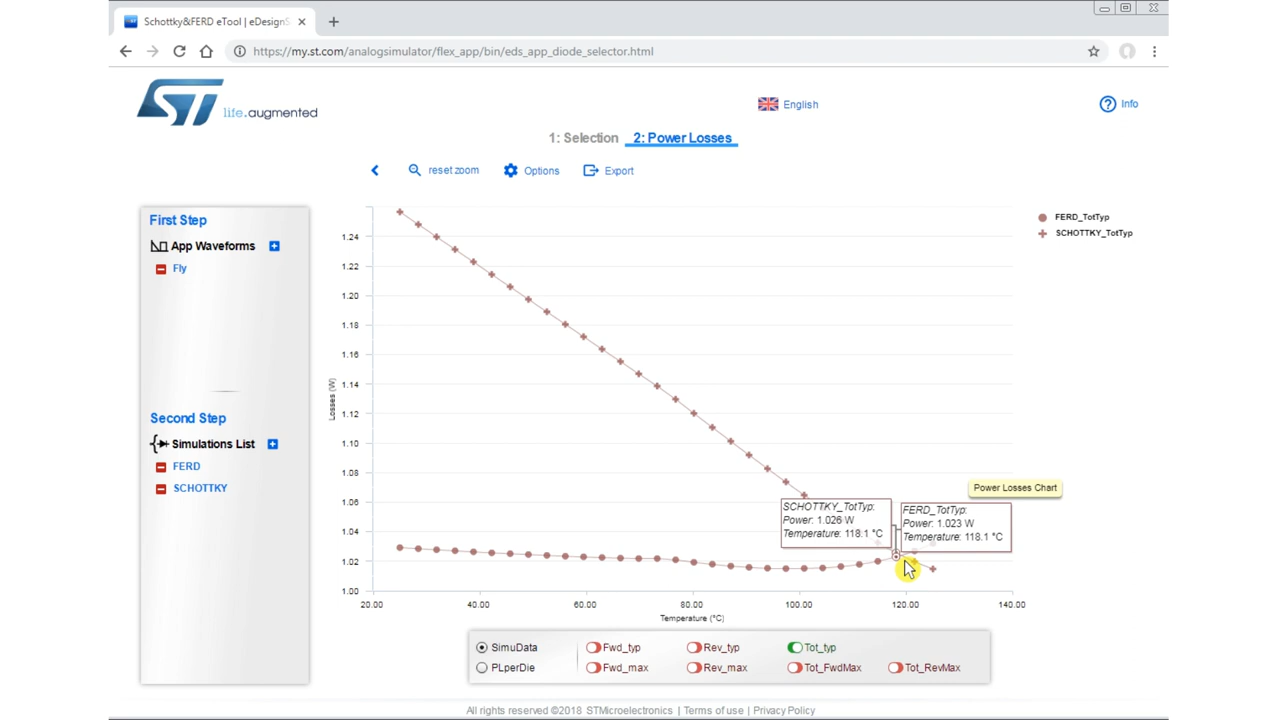 Schottky&FERD eTool | eDesignS
https://my.st.com/analogsimulator/flex_app/bin/eds_app_diode_selector.html
ST life.augmented
English
Info
1: Selection 2: Power Losses
reset zoom Options Export
First Step
App Waveforms
Fly
Second Step
Simulations List
FERD
SCHOTTKY
FERD_TotTyp
SCHOTTKY_TotTyp
Losses (W)
1.24
1.22
1.20
1.18
1.16
1.14
1.12
1.10
1.08
1.06
1.04
1.02
1.00
Power Losses Chart
SCHOTTKY_TotTyp:
Power: 1.026 W
Temperature: 118.1 °C
FERD_TotTyp:
Power: 1.023 W
Temperature: 118.1 °C
20.00 40.00 60.00 80.00 100.00 120.00 140.00
Temperature (°C)
SimuData Fwd_typ Rev_typ Tot_typ
PLperDie Fwd_max Rev_max Tot_FwdMax Tot_RevMax
All rights reserved ©2018 STMicroelectronics | Terms of use | Privacy Policy